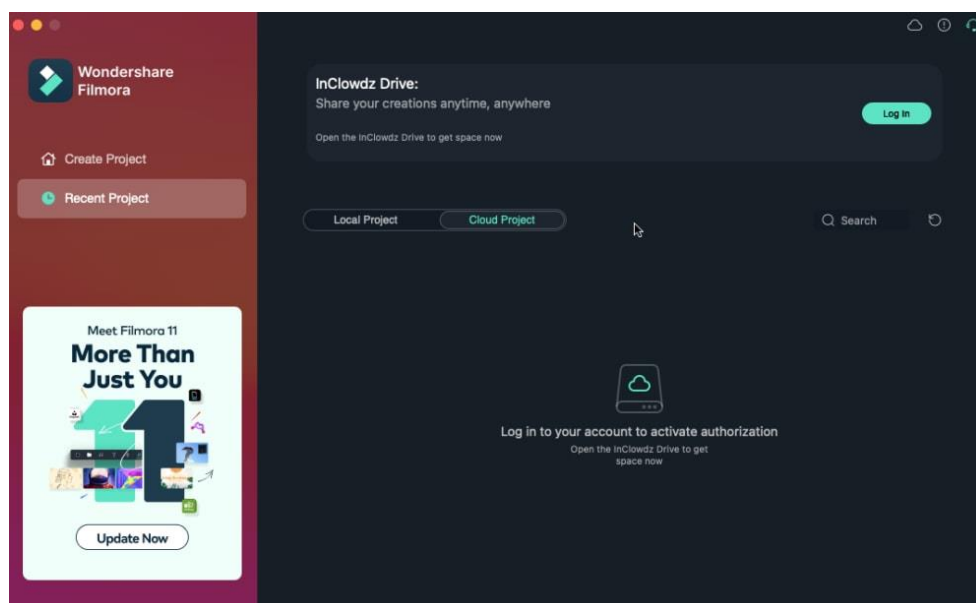 Wondershare
Filmora
Create Project
Recent Project
Meet Filmora 11
More Than
Just You
Update Now
InClowdz Drive:
Share your creations anytime, anywhere
Open the InClowdz Drive to get space now
Log In
Local Project
Cloud Project
Search
Log in to your account to activate authorization
Open the InClowdz Drive to get
space now